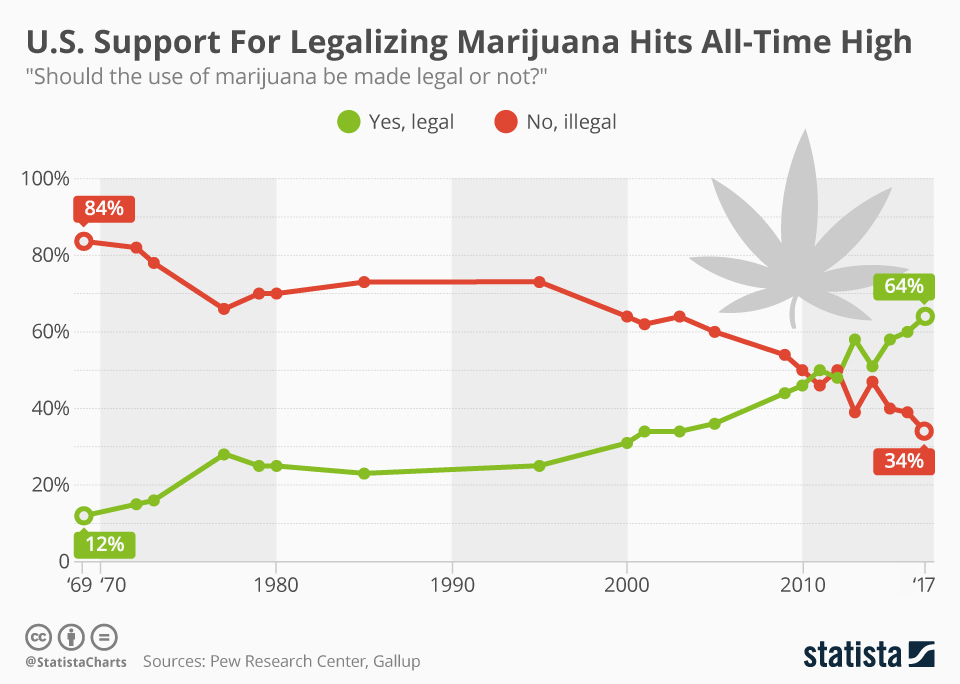 U.S. Support For Legalizing Marijuana Hits All-Time High
"Should the use of marijuana be made legal or not?"
Yes, legal No, illegal
100%
84%
80%
64%
60%
40%
34%
20%
12%
0
‘69 ‘70 1980 1990 2000 2010 ‘17
cc =
@StatistaCharts Sources: Pew Research Center, Gallup
statista